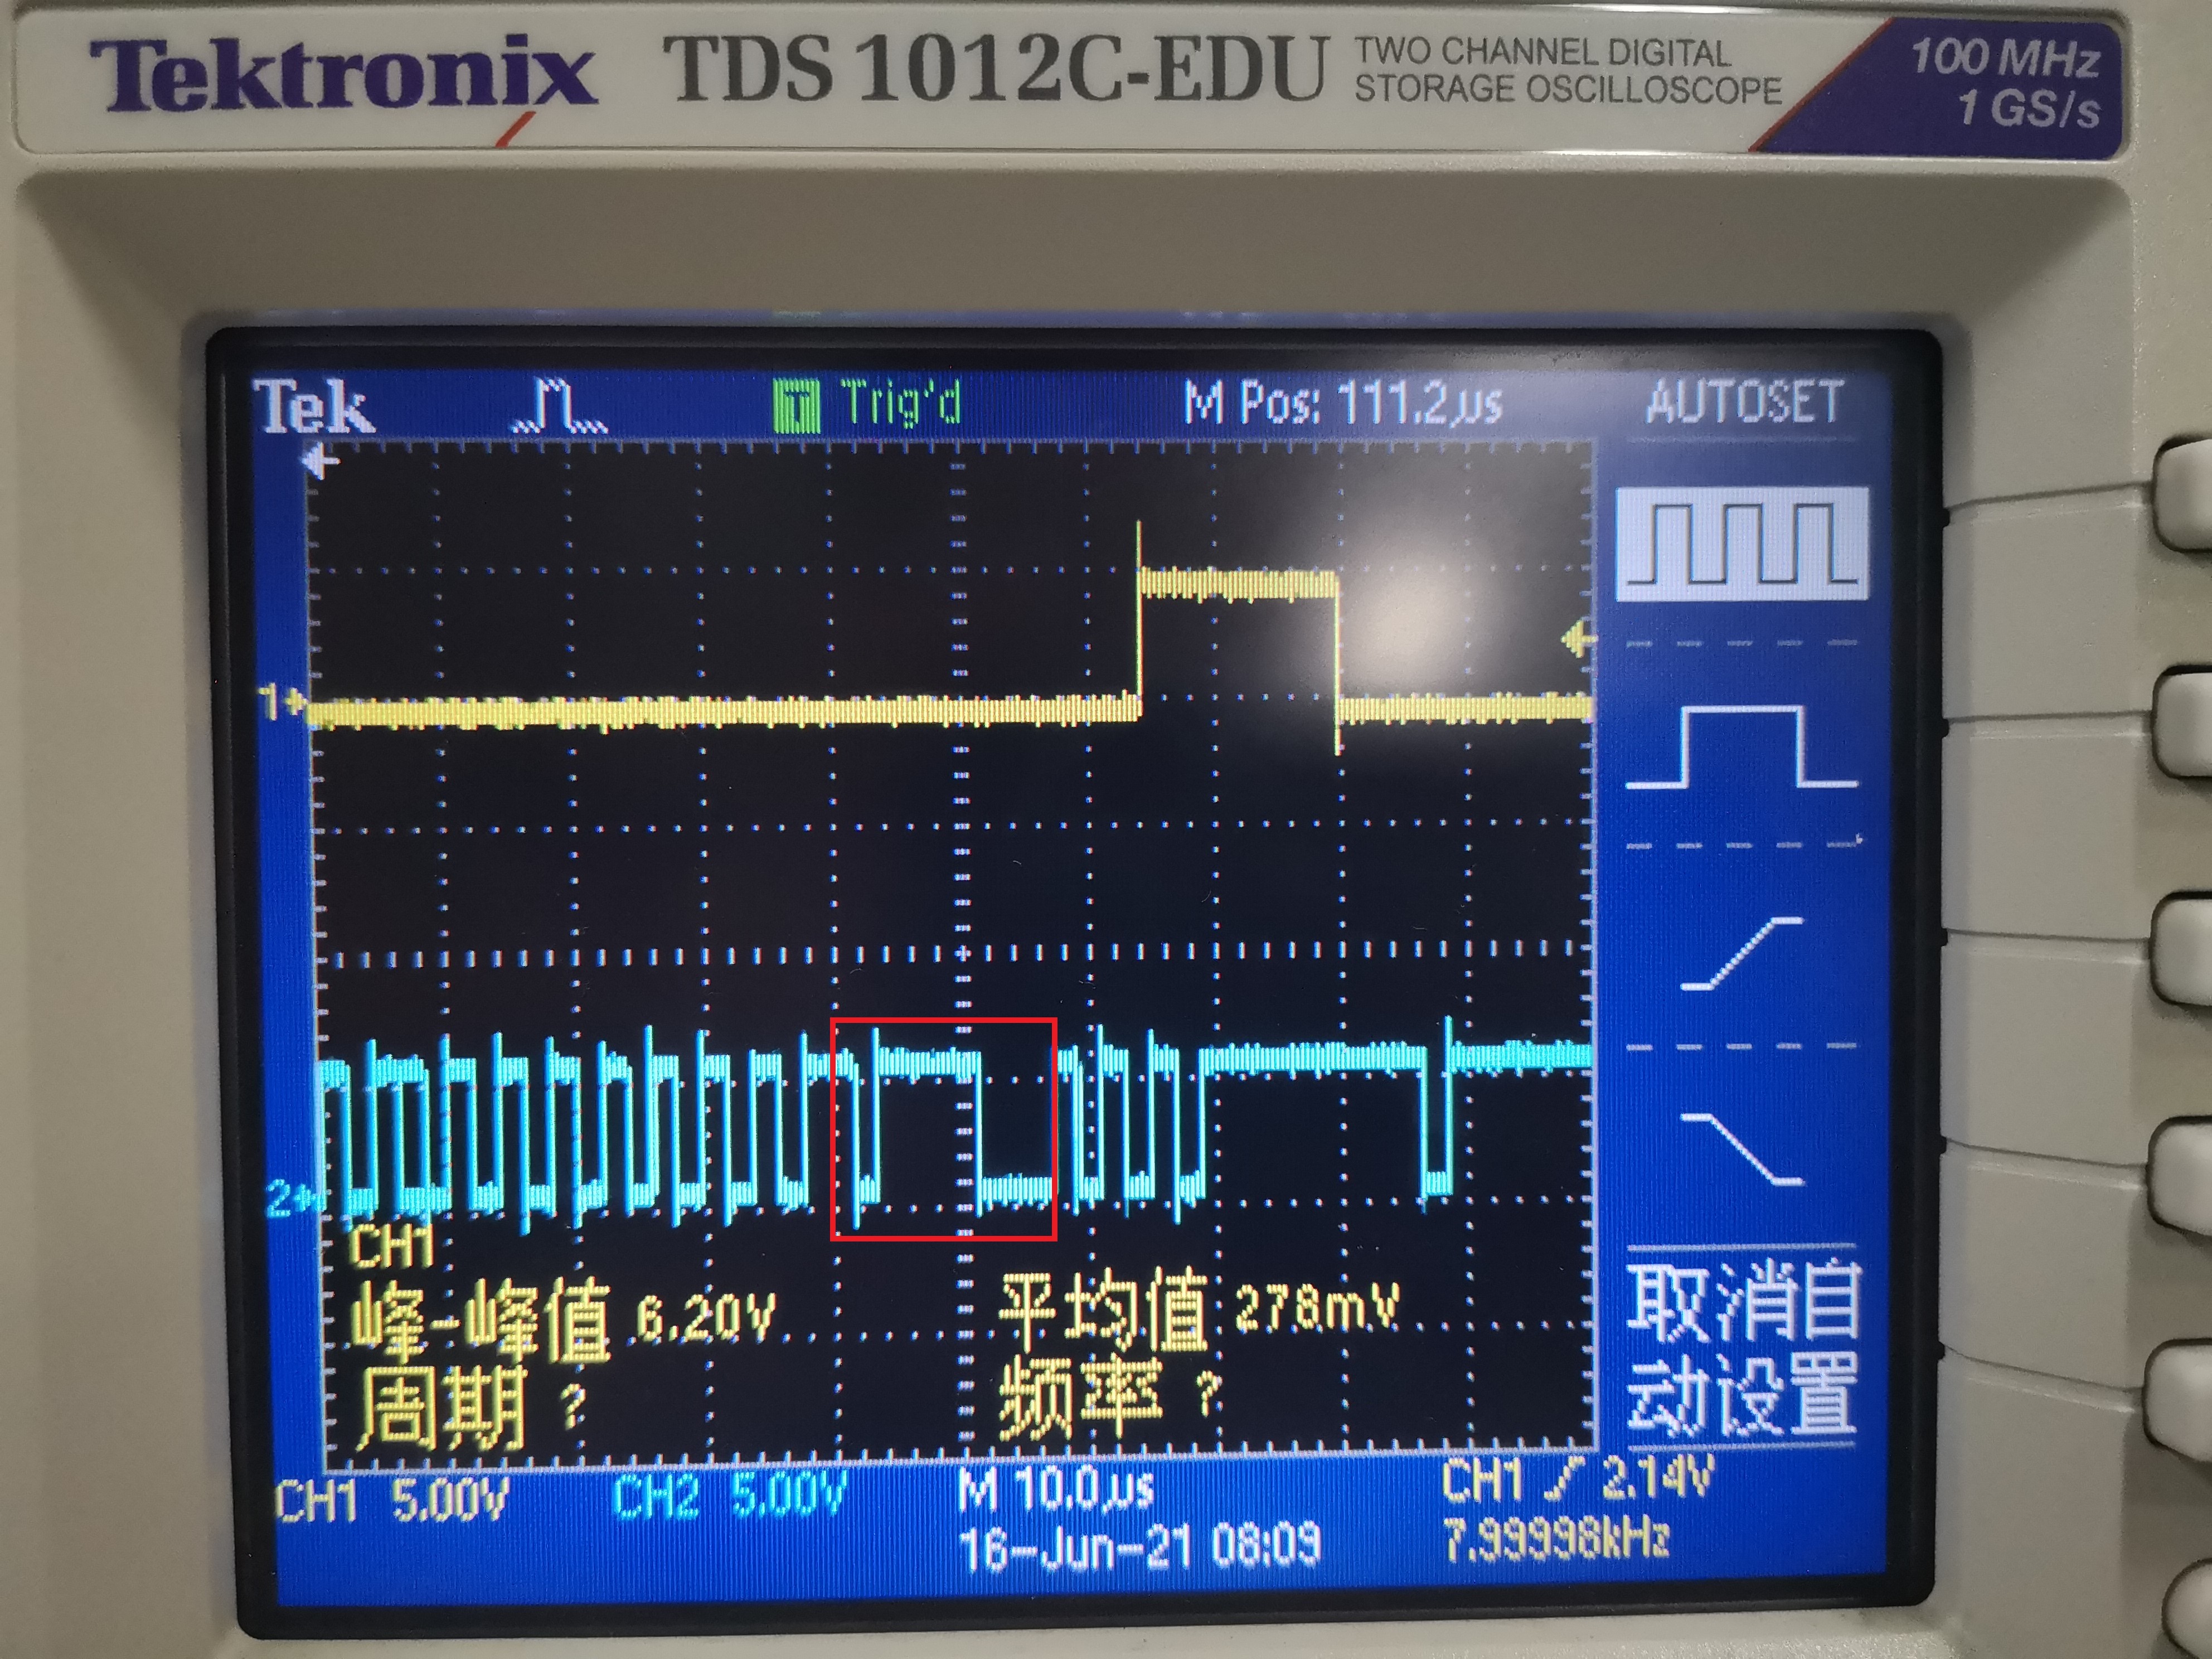 Tektronix TDS 1012C-EDU TWO CHANNEL DIGITAL STORAGE OSCILLOSCOPE
100 MHz
1 GS/s
Tek T Trig'd M Pos: 111.2µs AUTOSET
1
2
CH1
峰-峰值 6.20V 平均值 278mV
周期 ? 频率 ?
取消自
动设置
CH1 5.00V CH2 5.00V M 10.0µs CH1 2.14V
16-Jun-21 08:09 7.99998kHz